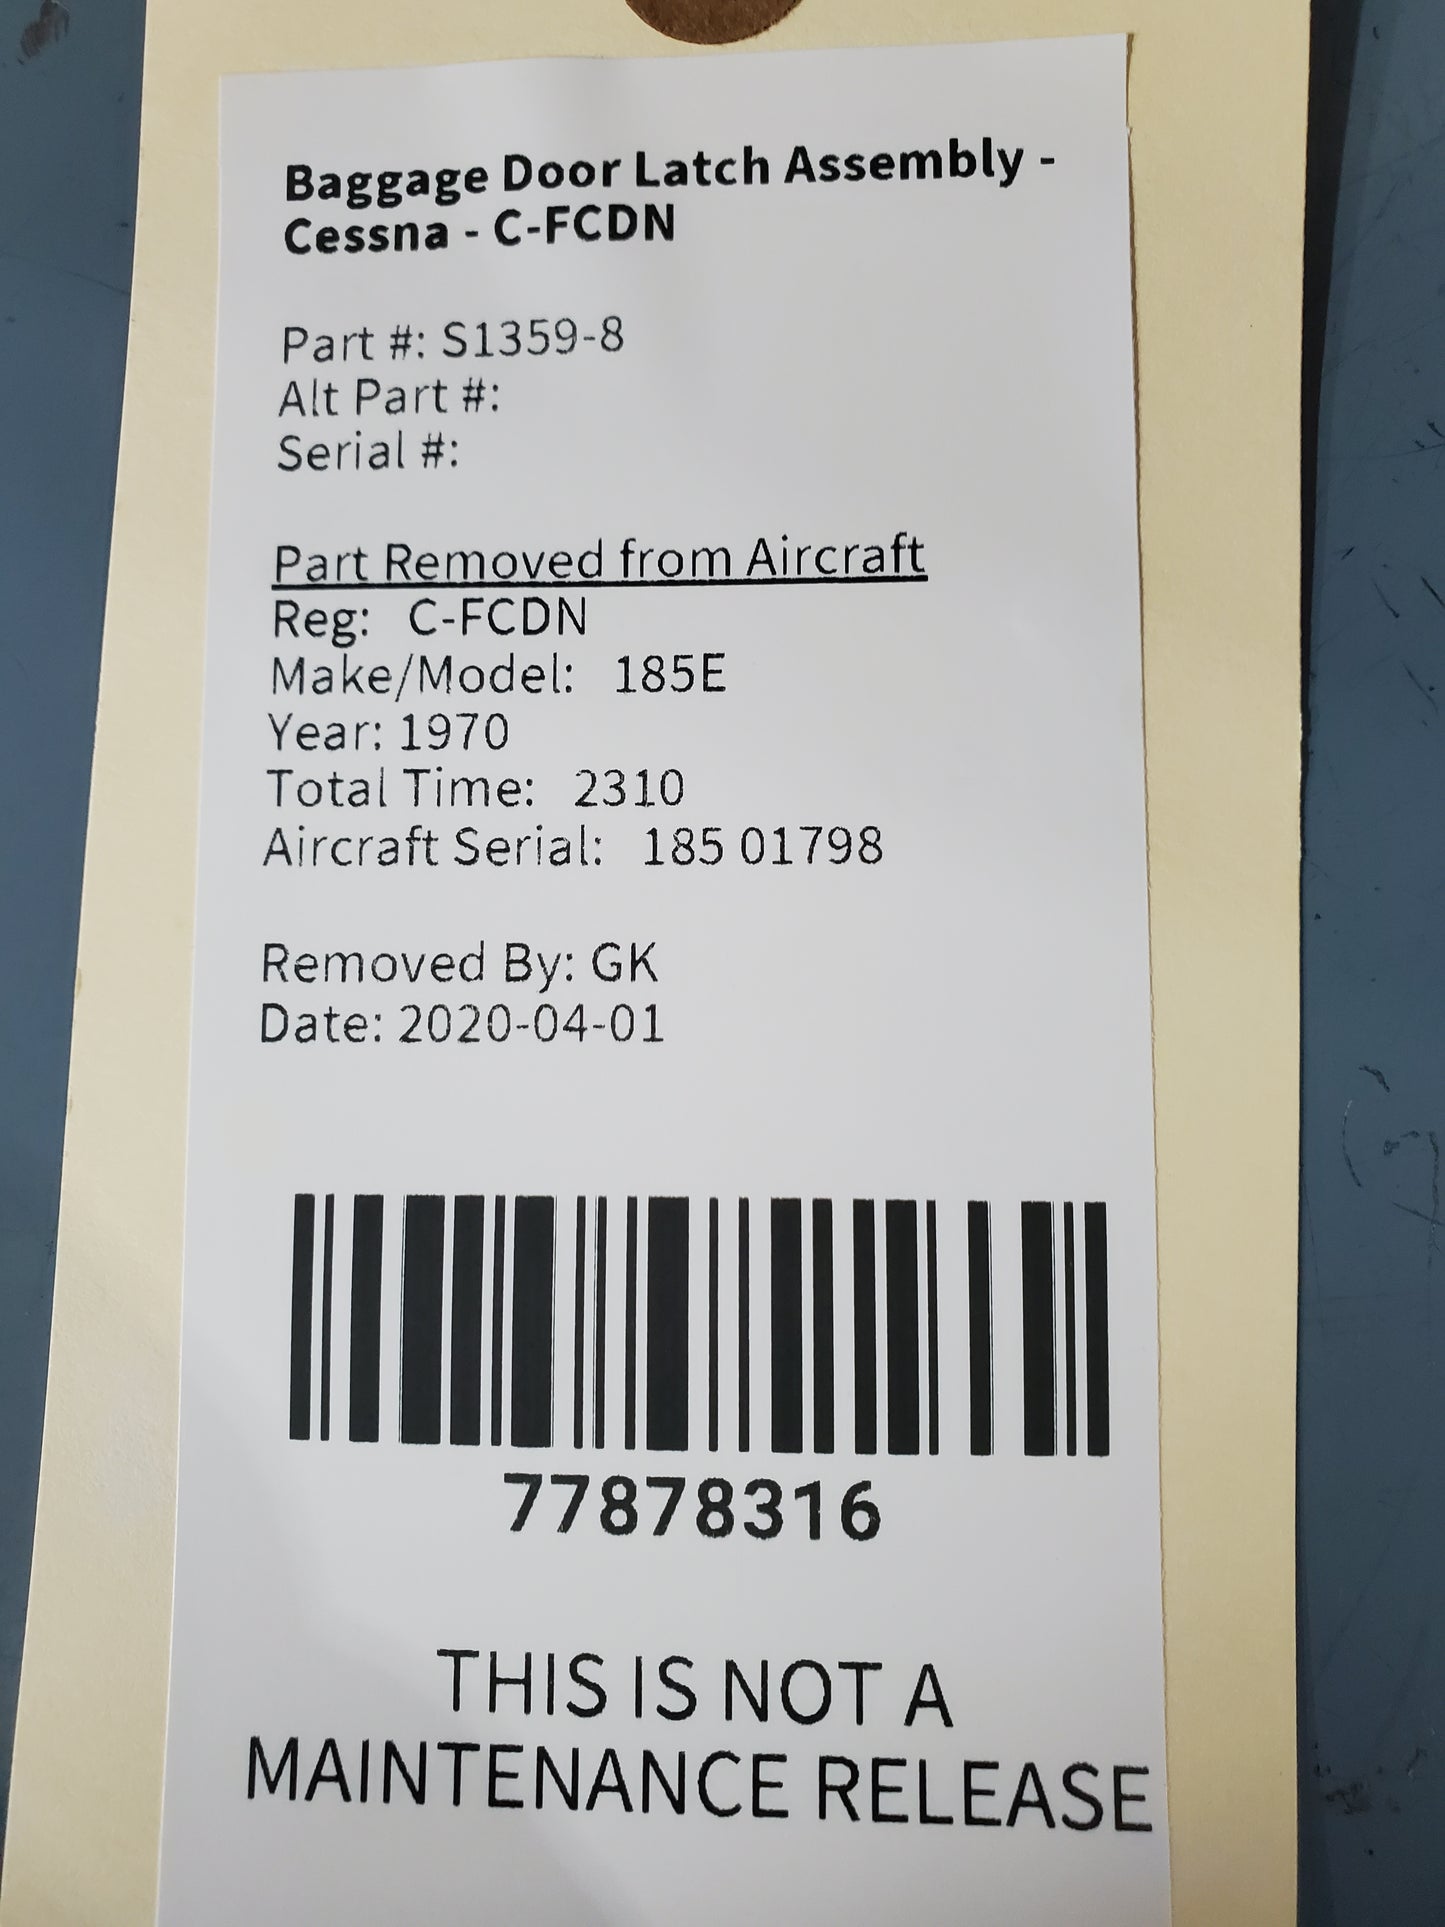 Baggage Door Latch Assembly -
Cessna - C-FCDN
Part #: S1359-8
Alt Part #:
Serial #:
Part Removed from Aircraft
Reg: C-FCDN
Make/Model: 185E
Year: 1970
Total Time: 2310
Aircraft Serial: 185 01798
Removed By: GK
Date: 2020-04-01
77878316
THIS IS NOT A
MAINTENANCE RELEASE